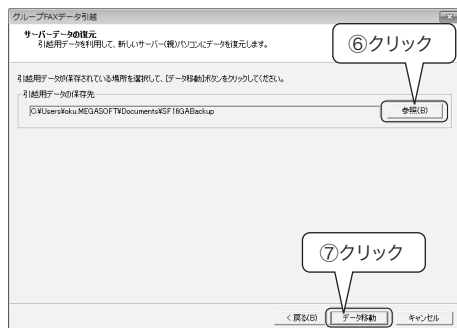 グループFAXデータ引越
サーバーデータの復元
引越用データを利用して、新しいサーバー(親)パソコンにデータを復元します。
⑥クリック
引越用データが保存されている場所を選択して、[データ移動]ボタンをクリックしてください。
引越用データの保存先
C:¥Users¥oku.MEGASOFT¥Documents¥SF16GABackup
参照(B)
⑦クリック
< 戻る(B)
データ移動
キャンセル